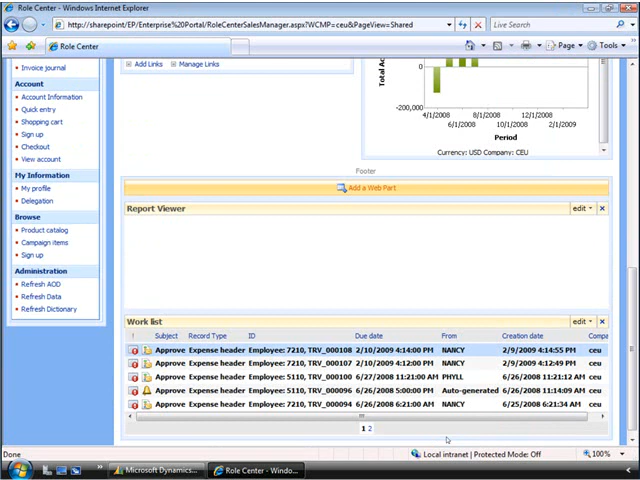 Role Center - Windows Internet Explorer
http://sharepoint/EP/Enterprise%20Portal/RoleCenterSalesManager.aspx?WCMP=ceu&PageView=Shared
Live Search
Role Center
Page
Tools
Invoice journal
Account
Account Information
Quick entry
Shopping cart
Sign up
Checkout
View account
My Information
My profile
Delegation
Browse
Product catalog
Campaign items
Sign up
Administration
Refresh AOD
Refresh Data
Refresh Dictionary
Add Links Manage Links
Total Ac
0
-200,000
4/1/2008 8/1/2008 12/1/2008
6/1/2008 10/1/2008 2/1/2009
Period
Currency: USD Company: CEU
Footer
Add a Web Part
Report Viewer edit
Work list edit
! Subject Record Type ID Due date From Creation date Compa
Approve Expense header Employee: 7210, TRV_000108 2/10/2009 4:14:00 PM NANCY 2/9/2009 4:14:55 PM ceu
Approve Expense header Employee: 7210, TRV_000107 2/10/2009 4:12:00 PM NANCY 2/9/2009 4:12:49 PM ceu
Approve Expense header Employee: 5110, TRV_000100 6/27/2008 11:21:00 AM PHYLL 6/26/2008 11:21:12 AM ceu
Approve Expense header Employee: 5110, TRV_000096 6/26/2008 5:00:00 PM Auto-generated 6/26/2008 11:14:09 AM ceu
Approve Expense header Employee: 7210, TRV_000094 6/26/2008 6:21:00 AM NANCY 6/25/2008 6:21:34 AM ceu
1 2
Done Local intranet | Protected Mode: Off 100%
Microsoft Dynamics... Role Center - Windo...